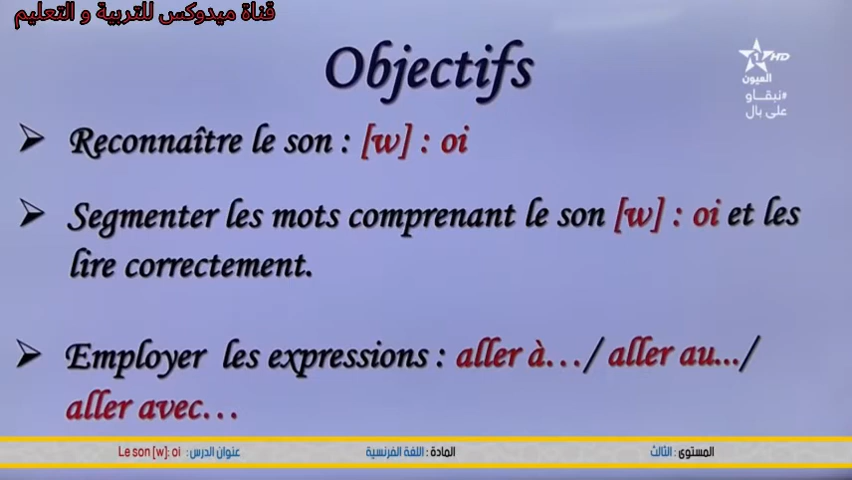 قناة ميدوكس للتربية و التعليم
Objectifs
1 HD
العيون
#نبقاو
على بال
➢ Reconnaître le son : [w] : oi
➢ Segmenter les mots comprenant le son [w] : oi et les
lire correctement.
➢ Employer les expressions : aller à…/ aller au.../
aller avec…
المستوى : الثالث المادة : اللغة الفرنسية عنوان الدرس : Le son [w]: oi